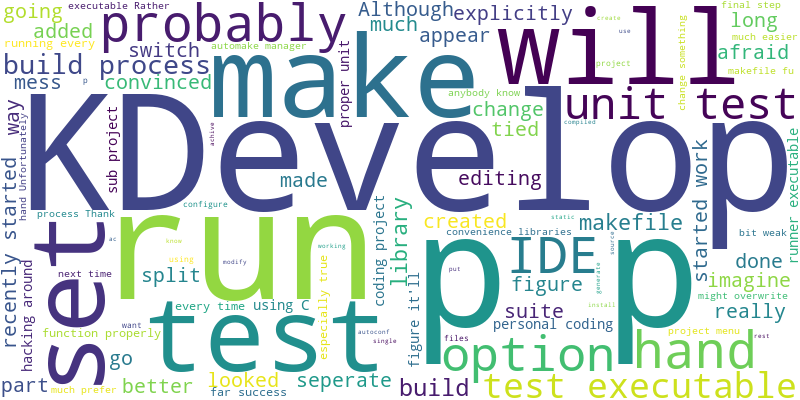 executable Rather
final step
going
probably
Although
explicitly
much
long
added
switch
running every
automake manager
appear
much easier
afraid
makefile fu
build process
convinced
mess
p
make
will
create
use
project
change something
proper unit
anybody know
change
unit test
tied
compiled
way
hand Unfortunately
sub project
achive
KDevelop
made
editing
recently started
process Thank
configure
coding project
library
created
convenience libraries
static
makefile
started work
bit weak
runner executable
set
run
p p
IDE
figure
done
imagine
might overwrite
really
ac
know
using
modify
working
next time
split
hacking around
function properly
test
every time
using c
especially true
figure it'll
put
suite
personal coding
generate
source
install
project menu
go
want
autoconf
single
files
option
hand
rest
part
better
looked
seperate
much prefer
far success
build
test executable